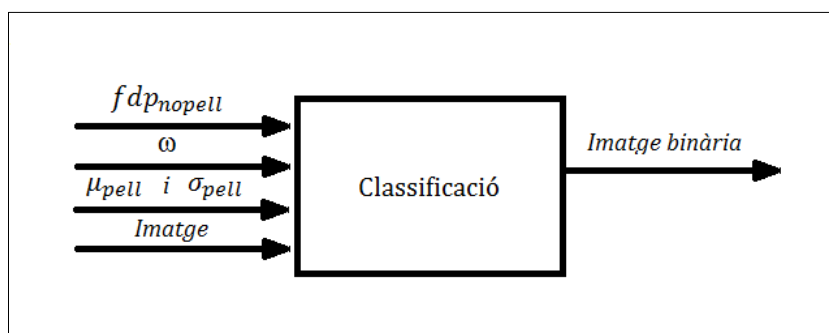 fdp_nopell
ω
μ_pell i σ_pell
Imatge
Classificació
Imatge binària